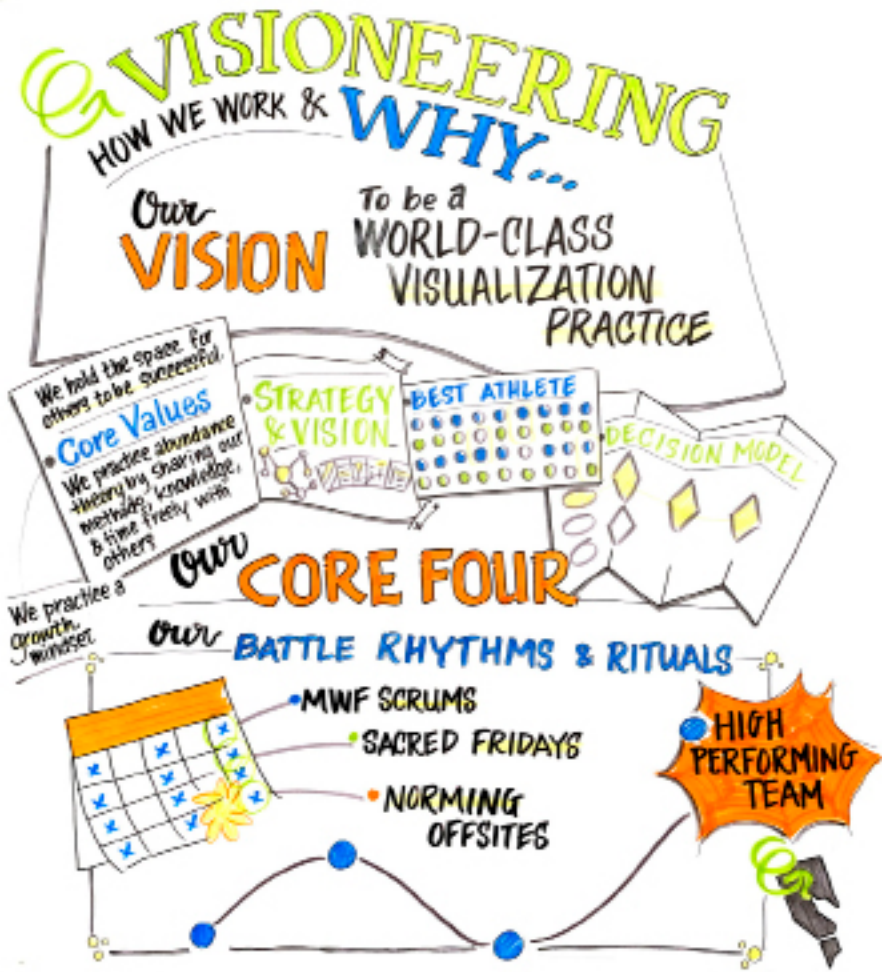 VISIONEERING
HOW WE WORK & WHY...
Our
VISION
To be a
WORLD-CLASS
VISUALIZATION
PRACTICE
We hold the space for
others to be successful.
Core Values
We practice abundance
theory by sharing our
methods, knowledge,
& time freely with
others
We practice a
growth
mindset
STRATEGY
& VISION
BEST ATHLETE
DECISION MODEL
Our
CORE FOUR
Our BATTLE RHYTHMS & RITUALS
MWF SCRUMS
SACRED FRIDAYS
NORMING
OFFSITES
HIGH
PERFORMING
TEAM